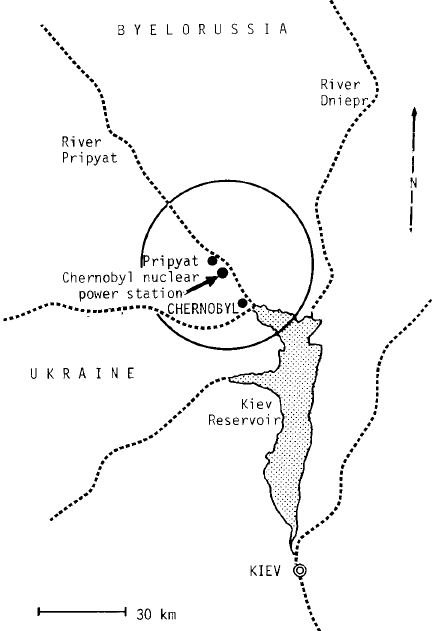 BYELORUSSIA
River
Dniepr
River
Pripyat
N
Pripyat
Chernobyl nuclear
power station
CHERNOBYL
UKRAINE
Kiev
Reservoir
KIEV
30 km